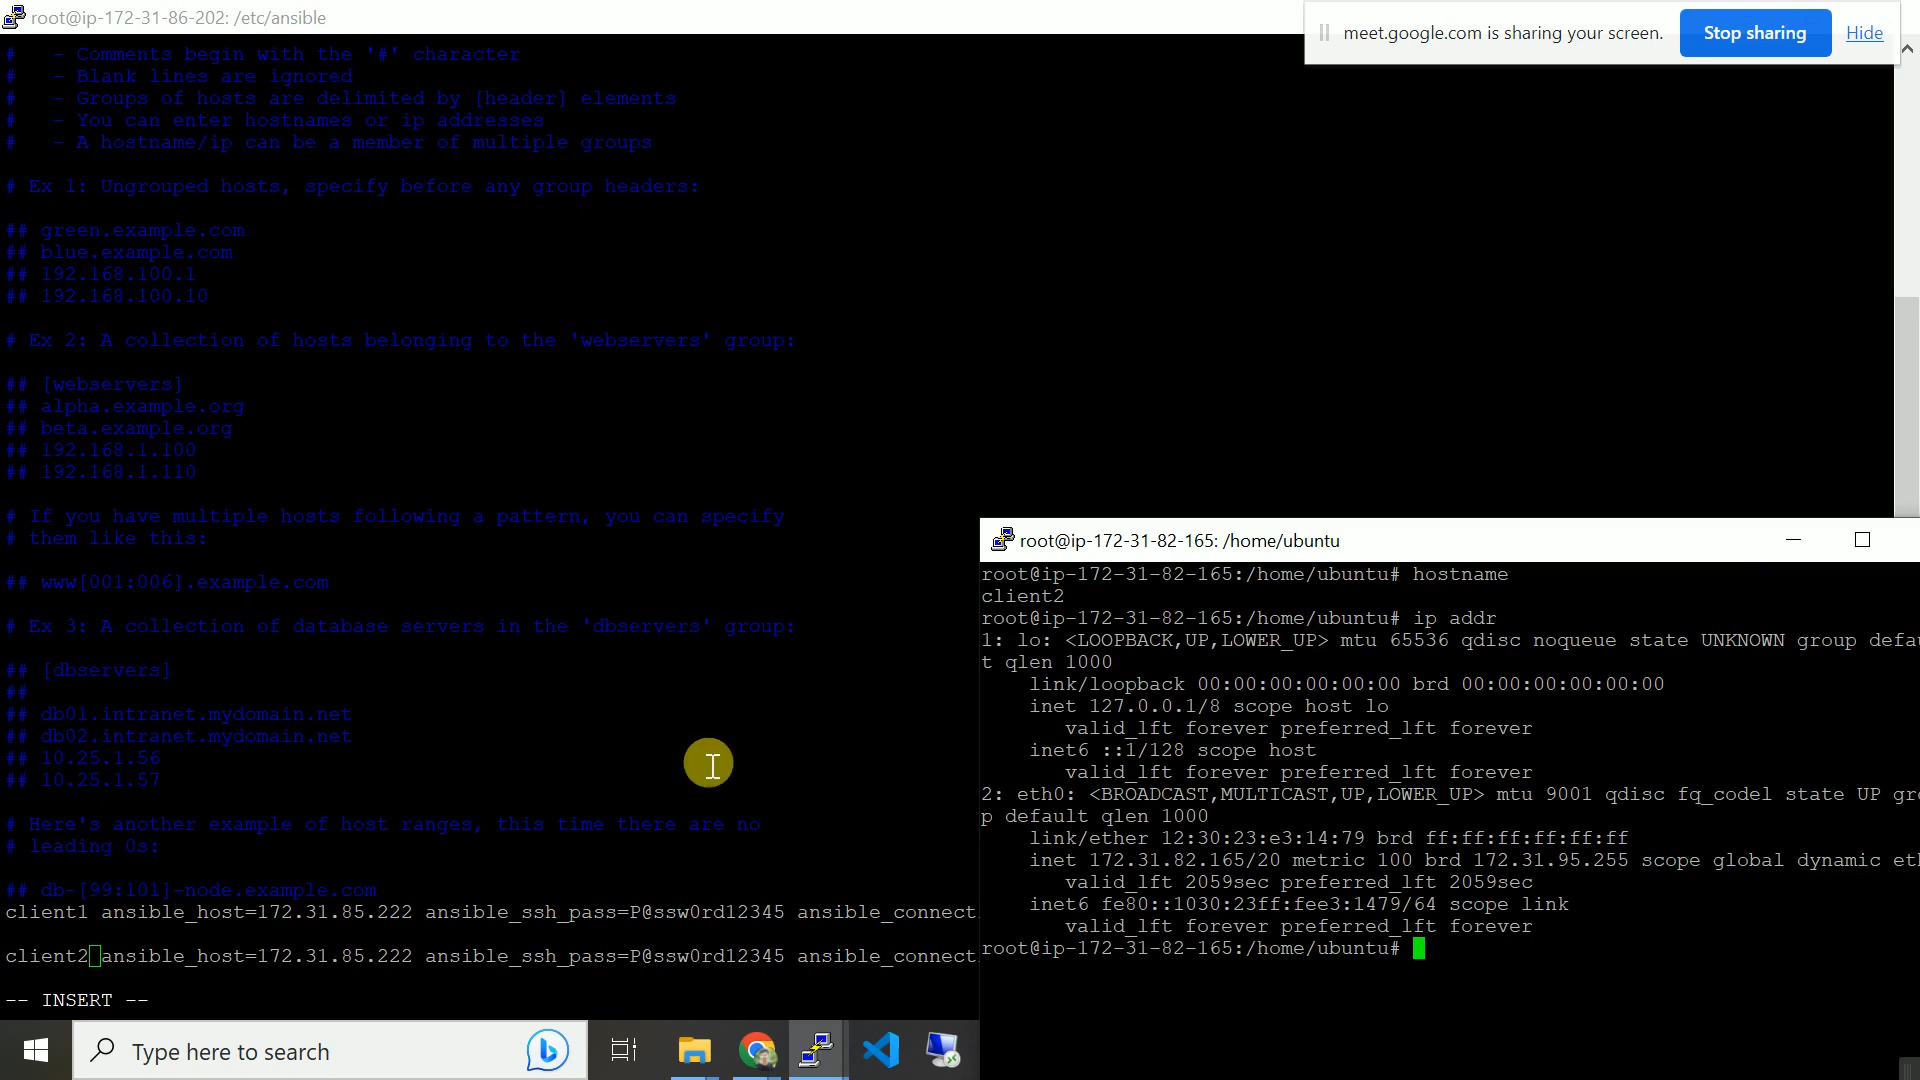 root@ip-172-31-86-202: /etc/ansible
meet.google.com is sharing your screen.
Stop sharing
Hide
#   - Comments begin with the '#' character
#   - Blank lines are ignored
#   - Groups of hosts are delimited by [header] elements
#   - You can enter hostnames or ip addresses
#   - A hostname/ip can be a member of multiple groups
# Ex 1: Ungrouped hosts, specify before any group headers:
## green.example.com
## blue.example.com
## 192.168.100.1
## 192.168.100.10
# Ex 2: A collection of hosts belonging to the 'webservers' group:
## [webservers]
## alpha.example.org
## beta.example.org
## 192.168.1.100
## 192.168.1.110
# If you have multiple hosts following a pattern, you can specify
# them like this:
## www[001:006].example.com
# Ex 3: A collection of database servers in the 'dbservers' group:
## [dbservers]
##
## db01.intranet.mydomain.net
## db02.intranet.mydomain.net
## 10.25.1.56
## 10.25.1.57
# Here's another example of host ranges, this time there are no
# leading 0s:
## db-[99:101]-node.example.com
client1 ansible_host=172.31.85.222 ansible_ssh_pass=P@ssw0rd12345 ansible_connect
client2 ansible_host=172.31.85.222 ansible_ssh_pass=P@ssw0rd12345 ansible_connect
-- INSERT --
root@ip-172-31-82-165: /home/ubuntu
root@ip-172-31-82-165:/home/ubuntu# hostname
client2
root@ip-172-31-82-165:/home/ubuntu# ip addr
1: lo: <LOOPBACK,UP,LOWER_UP> mtu 65536 qdisc noqueue state UNKNOWN group defau
t qlen 1000
link/loopback 00:00:00:00:00:00 brd 00:00:00:00:00:00
inet 127.0.0.1/8 scope host lo
valid_lft forever preferred_lft forever
inet6 ::1/128 scope host
valid_lft forever preferred_lft forever
2: eth0: <BROADCAST,MULTICAST,UP,LOWER_UP> mtu 9001 qdisc fq_codel state UP gro
p default qlen 1000
link/ether 12:30:23:e3:14:79 brd ff:ff:ff:ff:ff:ff
inet 172.31.82.165/20 metric 100 brd 172.31.95.255 scope global dynamic et
valid_lft 2059sec preferred_lft 2059sec
inet6 fe80::1030:23ff:fee3:1479/64 scope link
valid_lft forever preferred_lft forever
root@ip-172-31-82-165:/home/ubuntu#
Type here to search